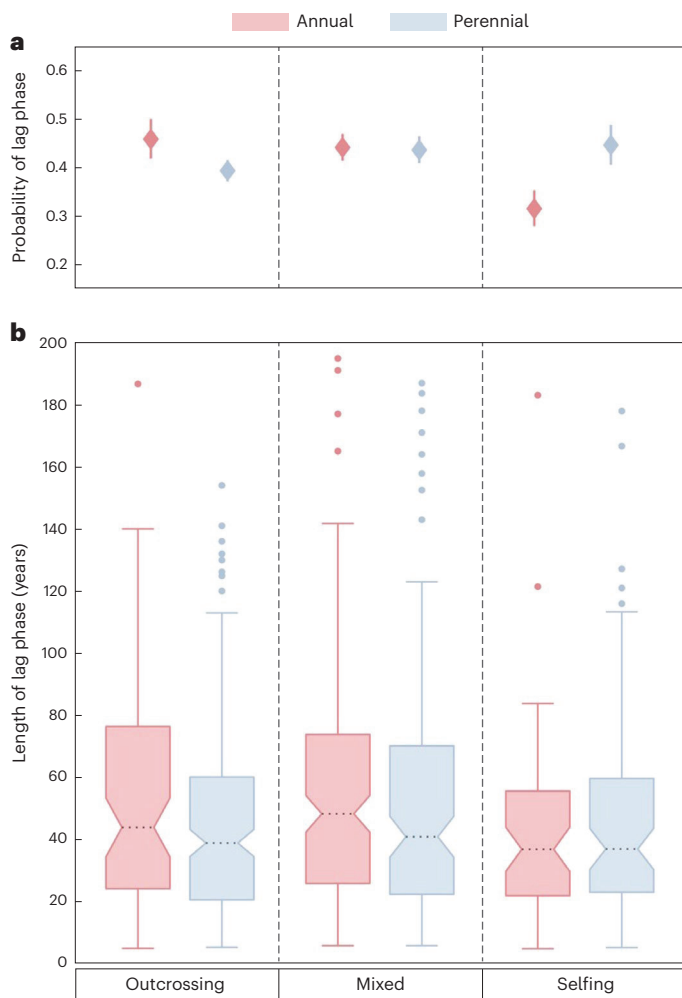 Annual Perennial
a
Probability of lag phase
0.6
0.5
0.4
0.3
0.2
b
Length of lag phase (years)
200
180
160
140
120
100
80
60
40
20
0
Outcrossing Mixed Selfing